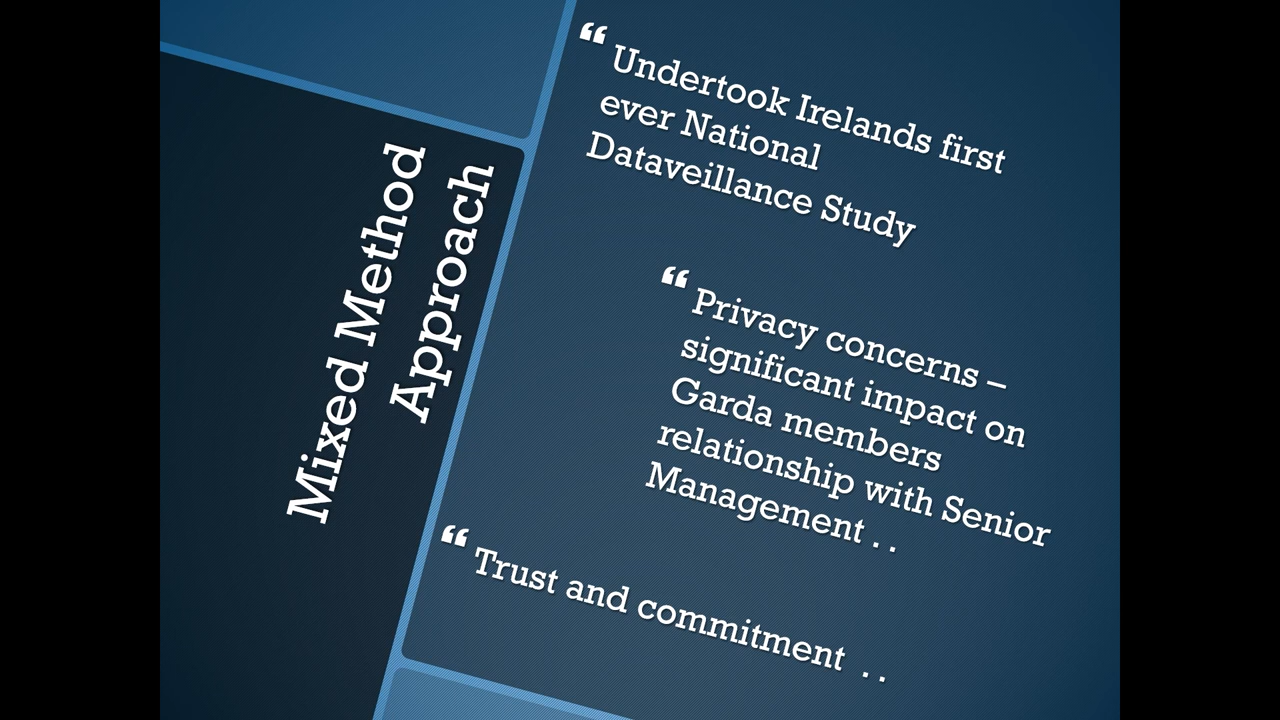 Mixed Method
Approach
❝ Undertook Irelands first
ever National
Dataveillance Study
❝ Privacy concerns –
significant impact on
Garda members
relationship with Senior
Management . .
❝ Trust and commitment  . .